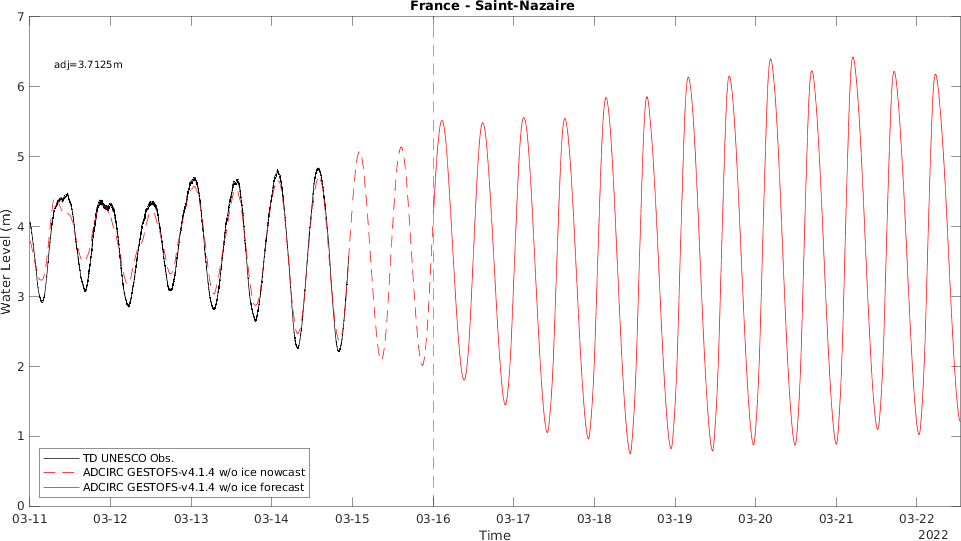 France - Saint-Nazaire
adj=3.7125m
Water Level (m)
7
6
5
4
3
2
1
0
TD UNESCO Obs.
ADCIRC GESTOFS-v4.1.4 w/o ice nowcast
ADCIRC GESTOFS-v4.1.4 w/o ice forecast
03-11 03-12 03-13 03-14 03-15 03-16 03-17 03-18 03-19 03-20 03-21 03-22
Time
2022